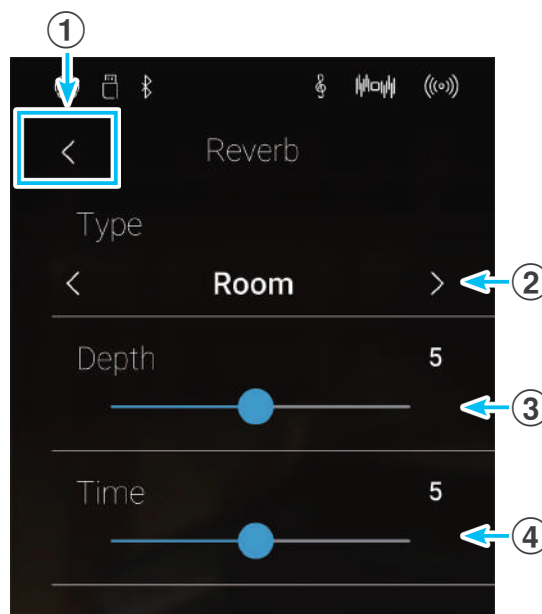 ①
Reverb
Type
< Room > ②
Depth 5
③
Time 5
④